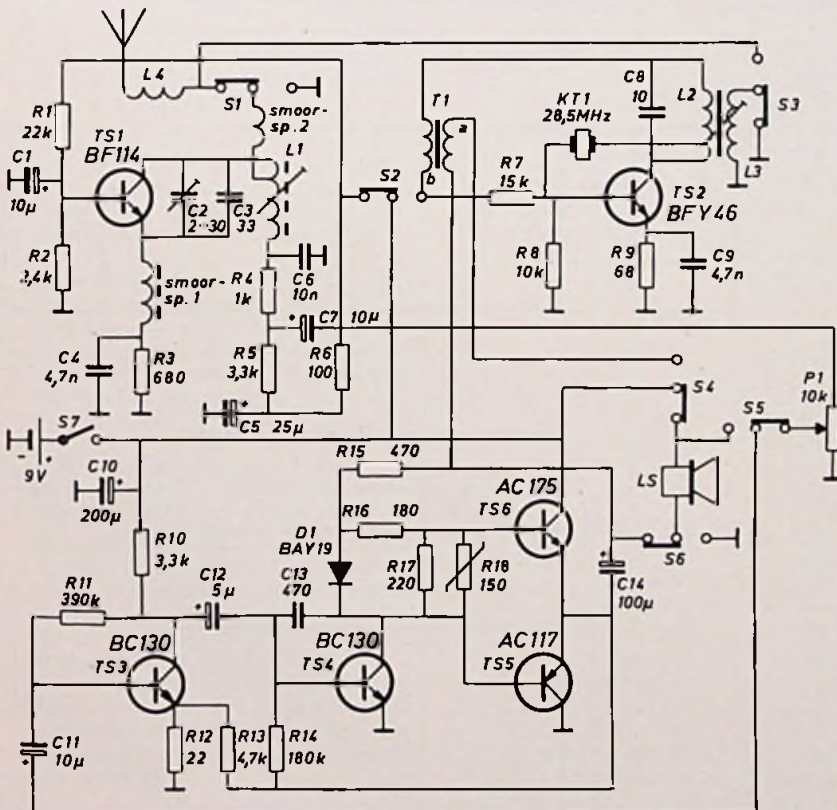 L4
S1
smoor-
sp. 2
R1
22k
C1
+
10µ
TS1
BF114
L1
C2
2-30
C3
33
R2
2,4k
smoor-
sp. 1
R4
1k
C6
10n
C7
10µ
+
C4
4,7n
R3
680
R5
3,3k
R6
100
C5
25µ
+
S2
T1
a
b
R7
15k
KT1
28,5MHz
C8
10
L2
L3
S3
TS2
BFY46
R8
10k
R9
68
C9
4,7n
S7
-
+
9V
C10
+
200µ
R10
3,3k
R11
390k
C12
5µ
+
C13
470
D1
BAY19
R15
470
R16
180
R17
220
R18
150
AC175
TS6
AC117
TS5
S4
S5
P1
10k
LS
S6
+
C14
100µ
BC130
TS3
BC130
TS4
C11
10µ
+
R12
22
R13
4,7k
R14
180k